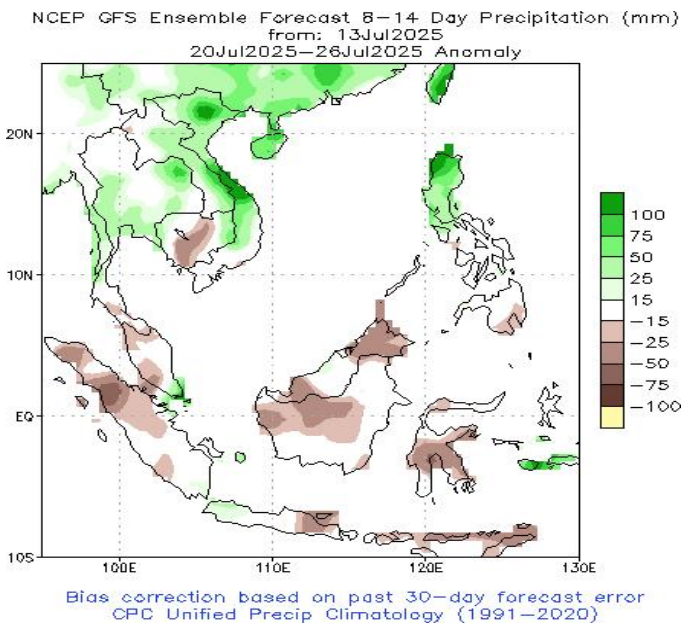 NCEP GFS Ensemble Forecast 8-14 Day Precipitation (mm)
from: 13Jul2025
20Jul2025-26Jul2025 Anomaly
20N
10N
EQ
10S
100E
110E
120E
130E
100
75
50
25
15
-15
-25
-50
-75
-100
Bias correction based on past 30-day forecast error
CPC Unified Precip Climatology (1991-2020)